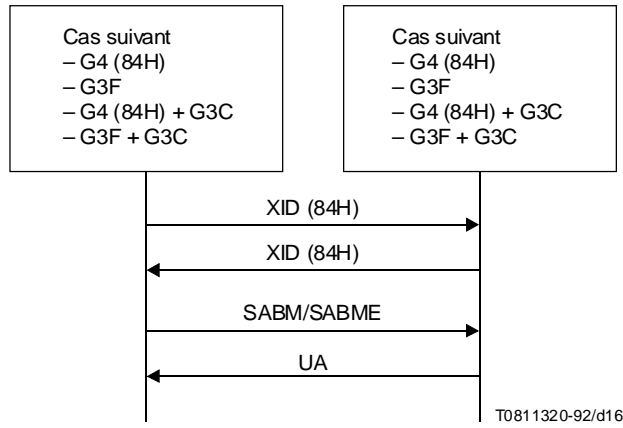 Cas suivant
– G4 (84H)
– G3F
– G4 (84H) + G3C
– G3F + G3C
Cas suivant
– G4 (84H)
– G3F
– G4 (84H) + G3C
– G3F + G3C
XID (84H)
XID (84H)
SABM/SABME
UA
T0811320-92/d16